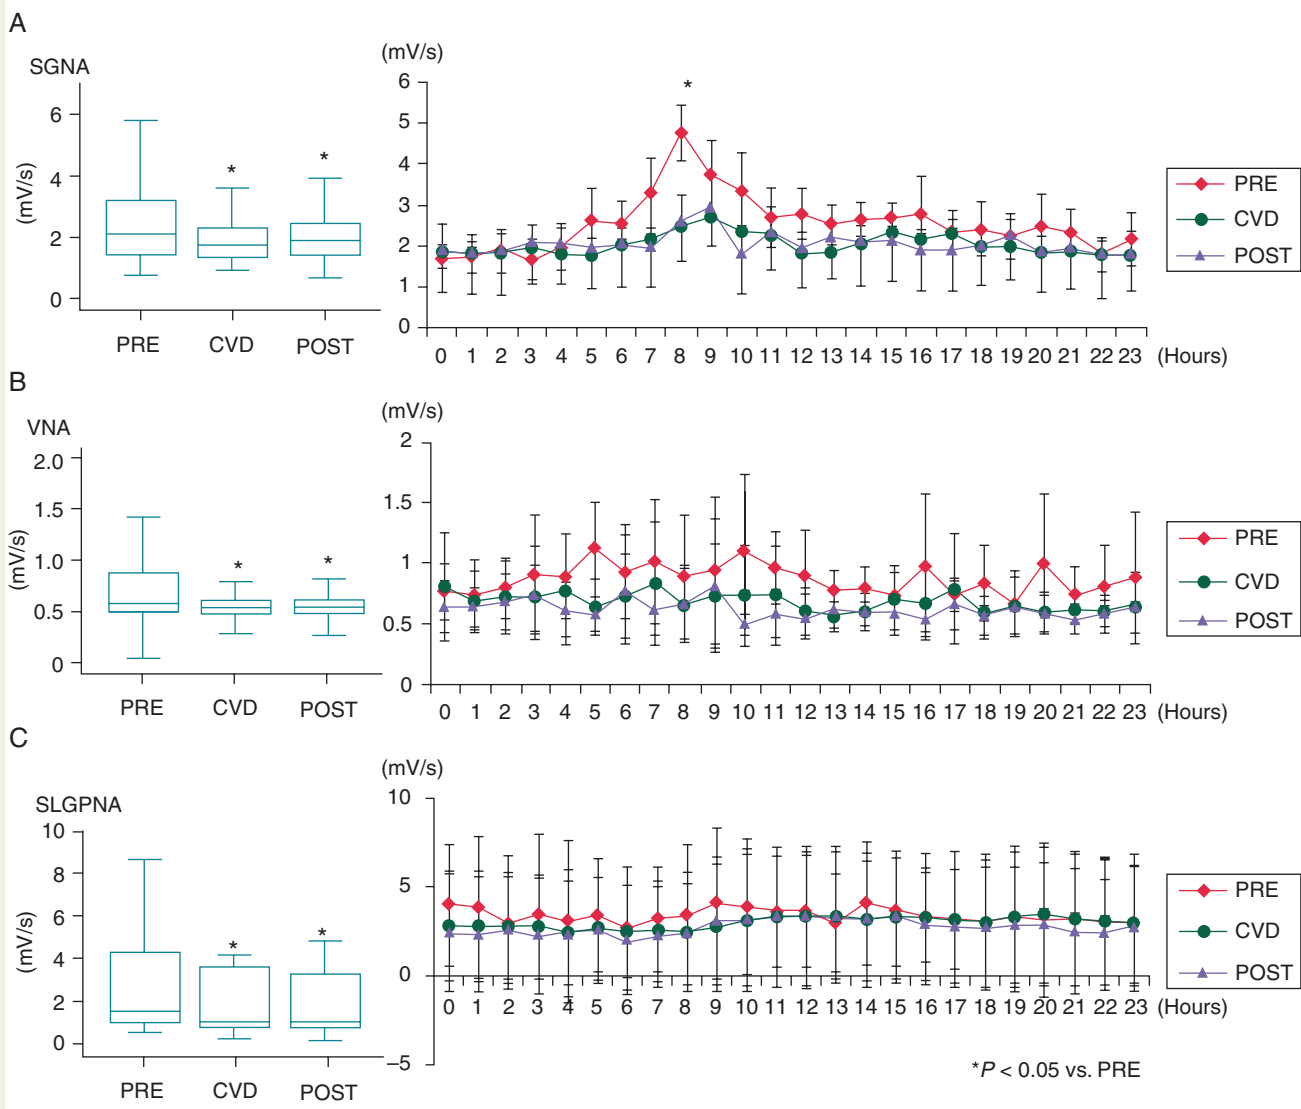 A
SGNA
(mV/s)
6
4
2
0
(mV/s)
PRE
CVD
POST
*
*
6
5
4
3
2
1
0
*
0 1 2 3 4 5 6 7 8 9 10 11 12 13 14 15 16 17 18 19 20 21 22 23 (Hours)
PRE
CVD
POST
B
VNA
(mV/s)
2.0
1.5
1.0
0.5
0
(mV/s)
PRE
CVD
POST
*
*
2
1.5
1
0.5
0
0 1 2 3 4 5 6 7 8 9 10 11 12 13 14 15 16 17 18 19 20 21 22 23 (Hours)
PRE
CVD
POST
C
SLGPNA
(mV/s)
10
8
6
4
2
0
(mV/s)
PRE
CVD
POST
*
*
10
5
0
–5
0 1 2 3 4 5 6 7 8 9 10 11 12 13 14 15 16 17 18 19 20 21 22 23 (Hours)
PRE
CVD
POST
*P < 0.05 vs. PRE